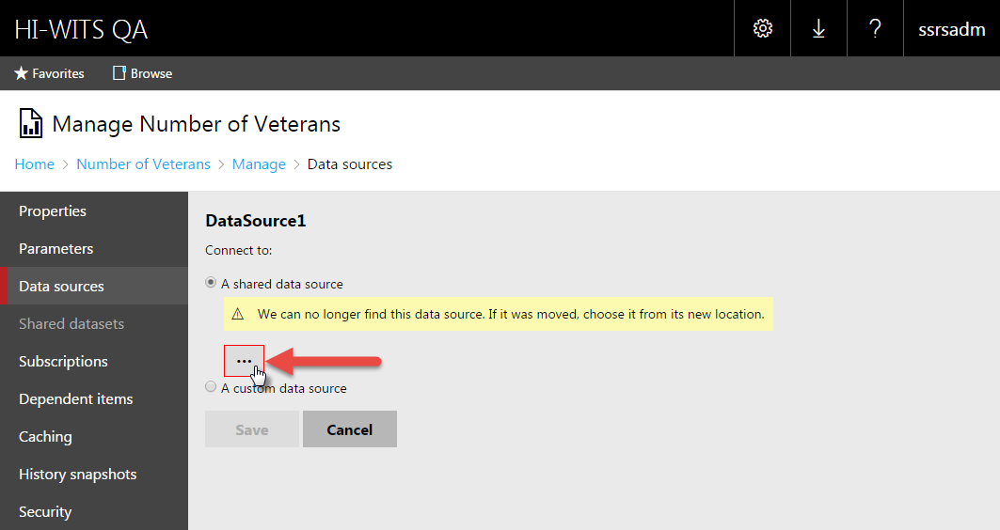 HI-WITS QA
? ssrsadm
Favorites Browse
Manage Number of Veterans
Home > Number of Veterans > Manage > Data sources
Properties
Parameters
Data sources
Shared datasets
Subscriptions
Dependent items
Caching
History snapshots
Security
DataSource1
Connect to:
A shared data source
We can no longer find this data source. If it was moved, choose it from its new location.
...
A custom data source
Save Cancel